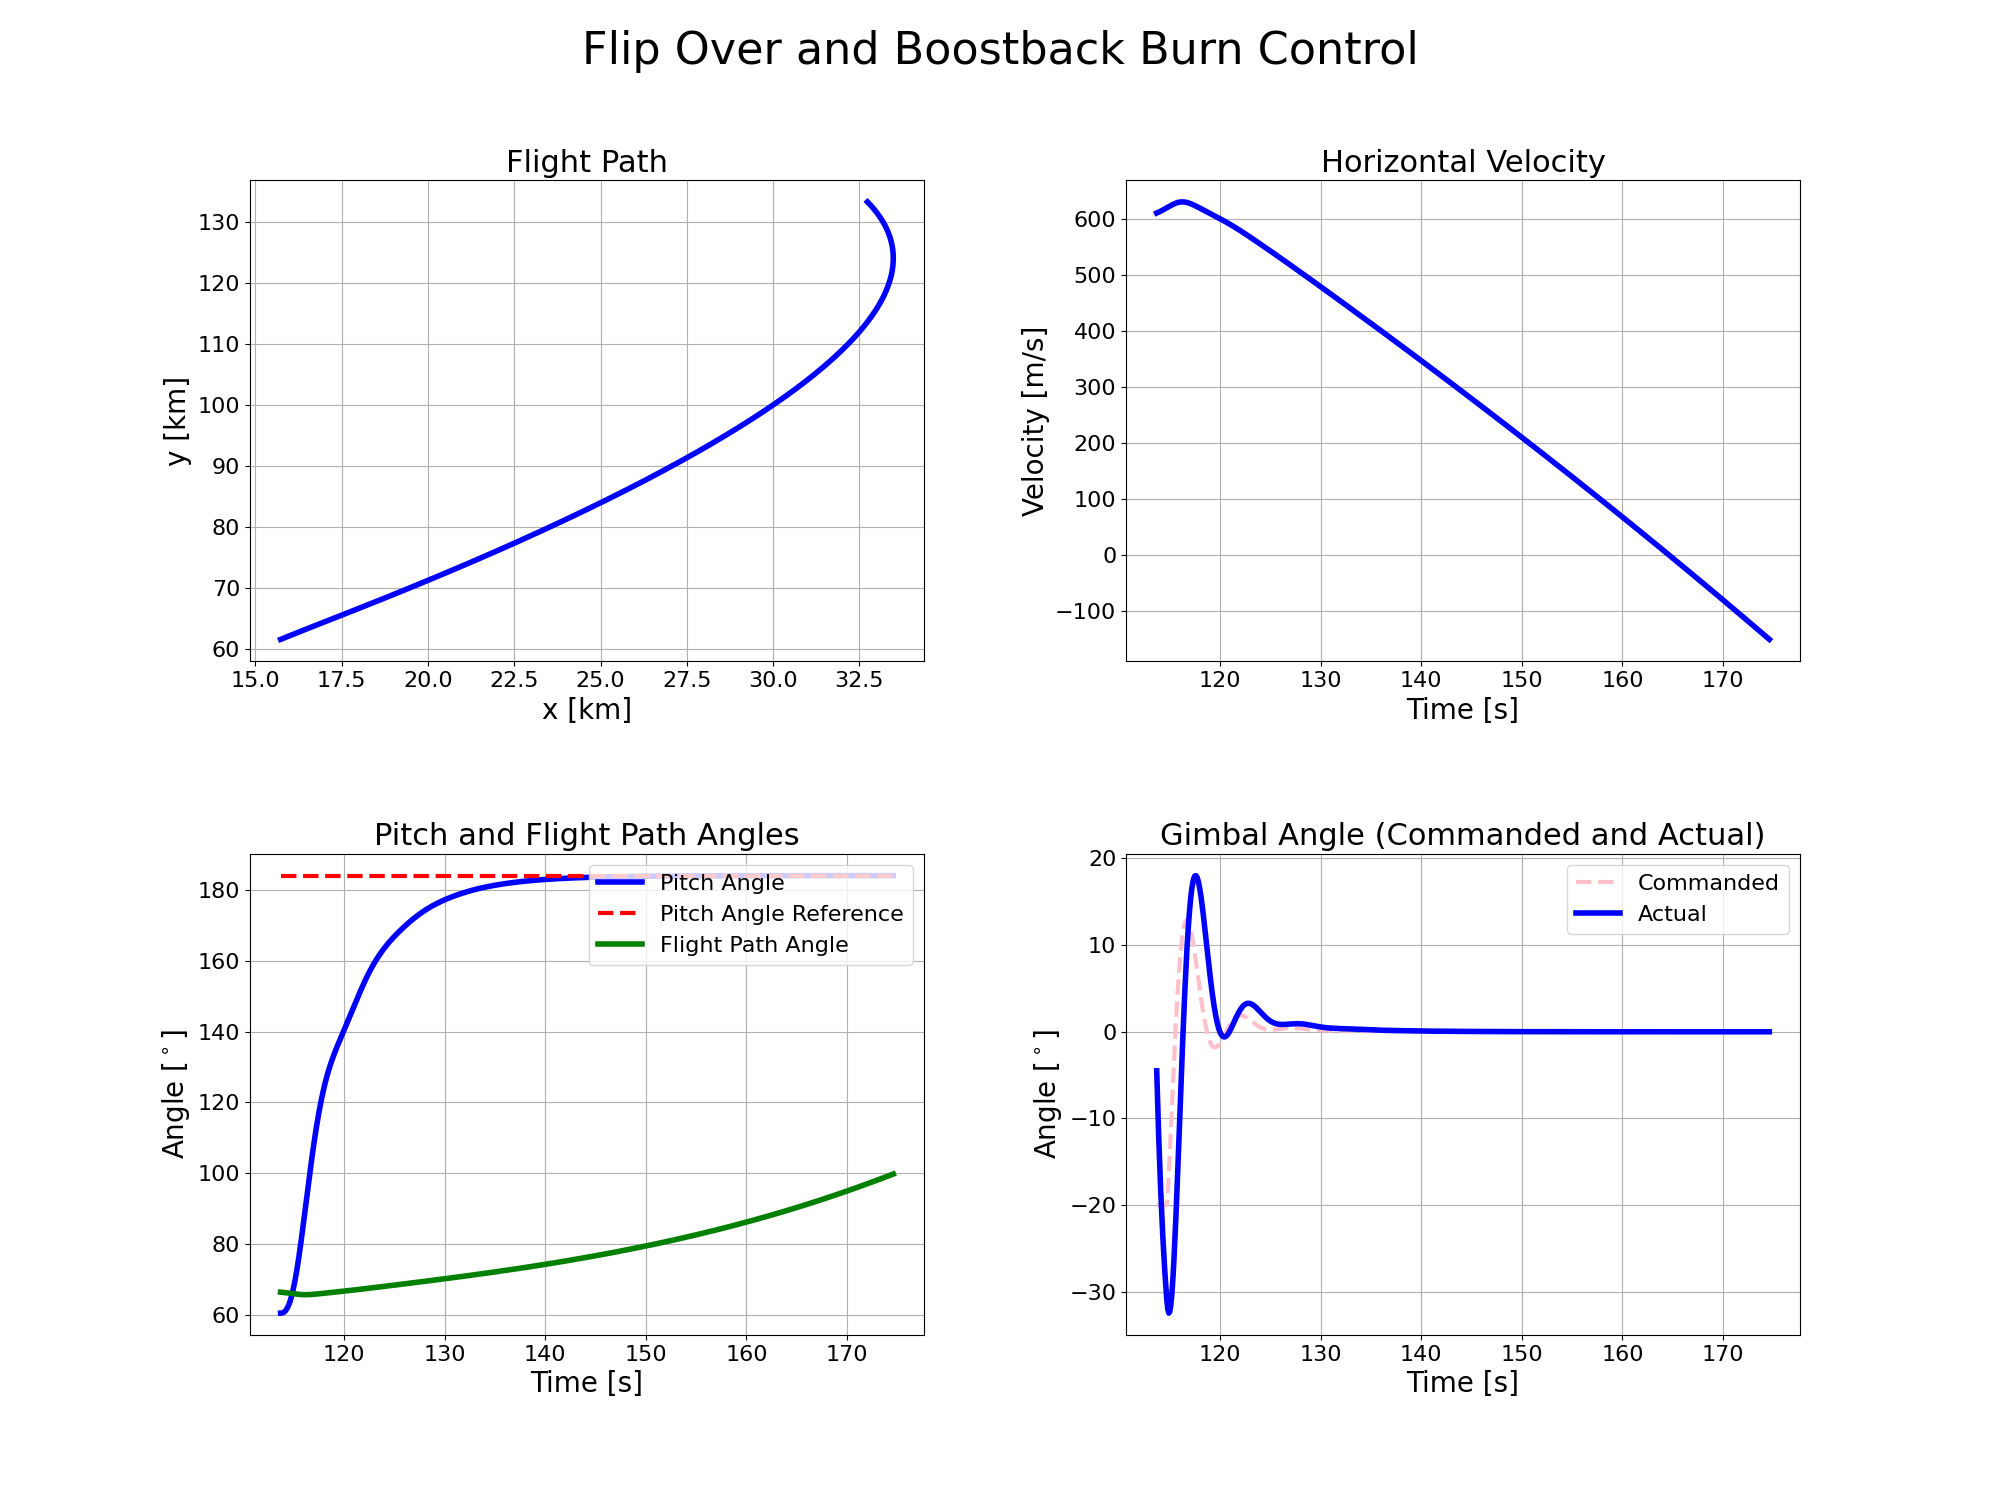 Flip Over and Boostback Burn Control
Flight Path
130
120
110
100
90
80
70
60
y [km]
15.0 17.5 20.0 22.5 25.0 27.5 30.0 32.5
x [km]
Horizontal Velocity
600
500
400
300
200
100
0
−100
Velocity [m/s]
120 130 140 150 160 170
Time [s]
Pitch and Flight Path Angles
180
160
140
120
100
80
60
Angle [°]
Pitch Angle
Pitch Angle Reference
Flight Path Angle
120 130 140 150 160 170
Time [s]
Gimbal Angle (Commanded and Actual)
20
10
0
−10
−20
−30
Angle [°]
Commanded
Actual
120 130 140 150 160 170
Time [s]